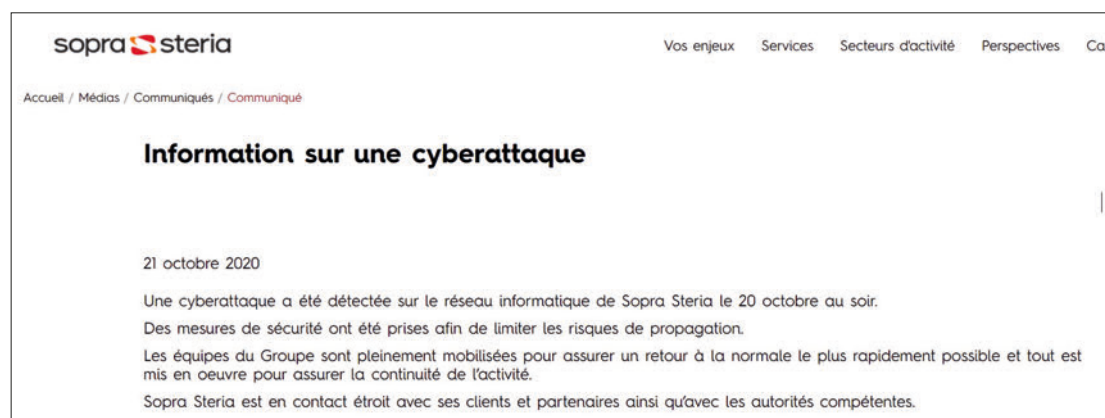 sopra steria
Vos enjeux Services Secteurs d'activité Perspectives Ca
Accueil / Médias / Communiqués / Communiqué
Information sur une cyberattaque
21 octobre 2020
Une cyberattaque a été détectée sur le réseau informatique de Sopra Steria le 20 octobre au soir.
Des mesures de sécurité ont été prises afin de limiter les risques de propagation.
Les équipes du Groupe sont pleinement mobilisées pour assurer un retour à la normale le plus rapidement possible et tout est
mis en oeuvre pour assurer la continuité de l'activité.
Sopra Steria est en contact étroit avec ses clients et partenaires ainsi qu'avec les autorités compétentes.